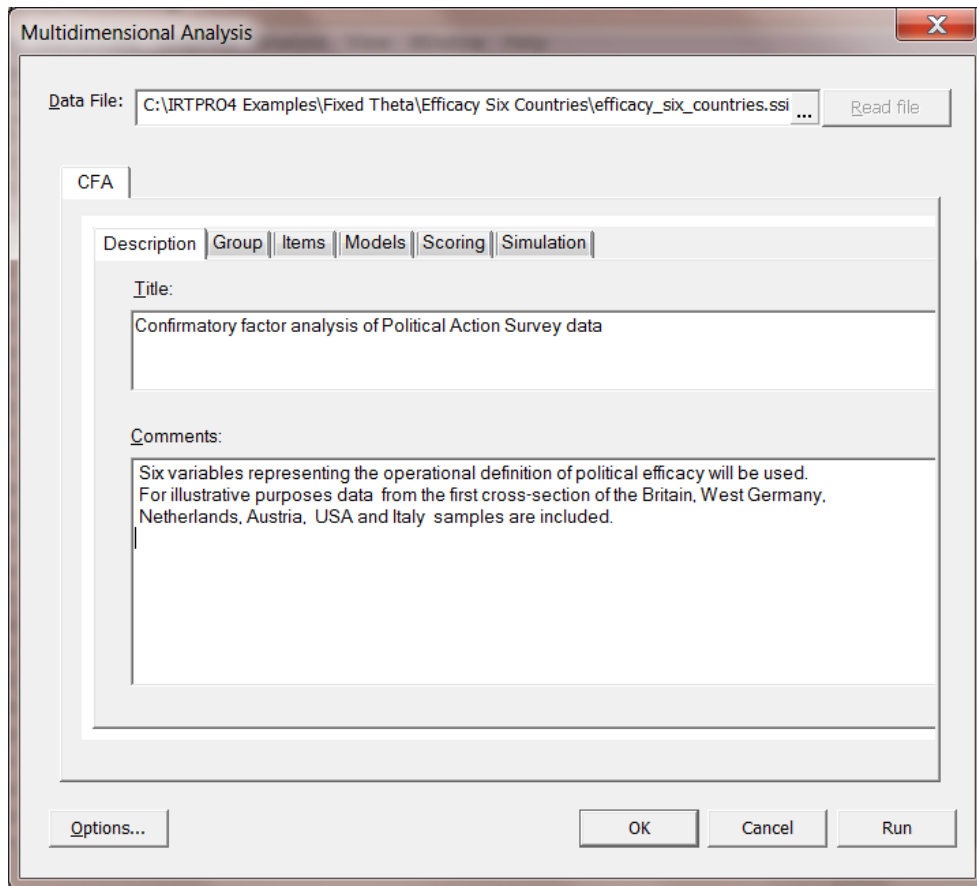 Multidimensional Analysis
X
Data File: C:\IRTPRO4 Examples\Fixed Theta\Efficacy Six Countries\efficacy_six_countries.ssi ... Read file
CFA
Description Group Items Models Scoring Simulation
Title:
Confirmatory factor analysis of Political Action Survey data
Comments:
Six variables representing the operational definition of political efficacy will be used.
For illustrative purposes data from the first cross-section of the Britain, West Germany,
Netherlands, Austria, USA and Italy samples are included.
Options... OK Cancel Run